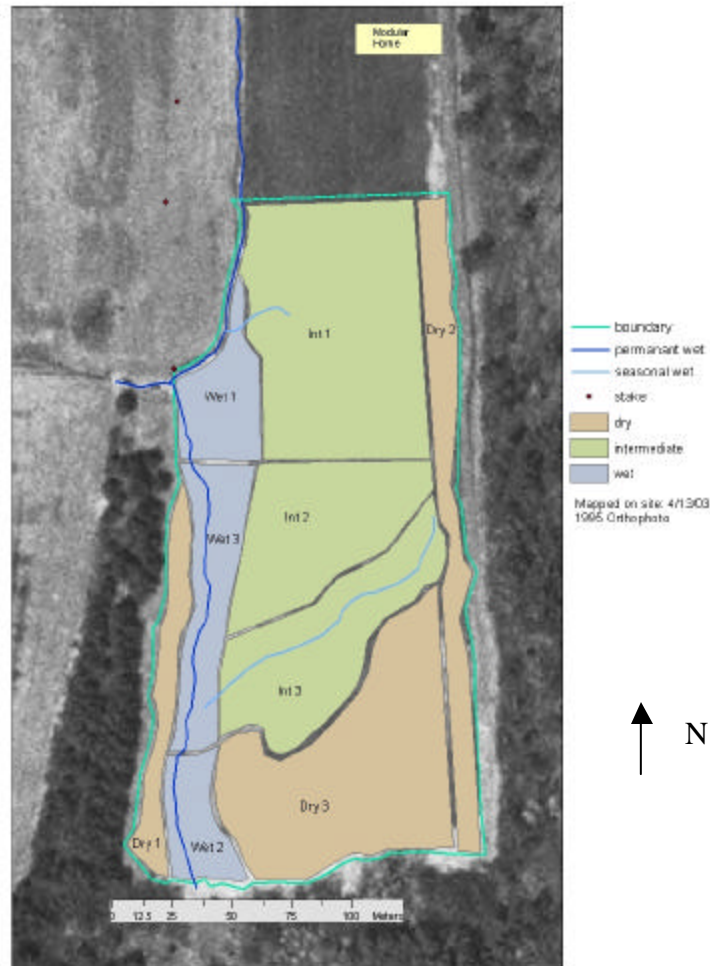 Modular
Home
Dry 2
Int 1
Wet 1
Int 2
Wet 3
Int 3
Dry 3
Dry 1
Wet 2
0 12.5 25 50 75 100 Meters
boundary
permanant wet
seasonal wet
stake
dry
intermediate
wet
Mapped on site: 4/13/03
1995 Orthophoto
N